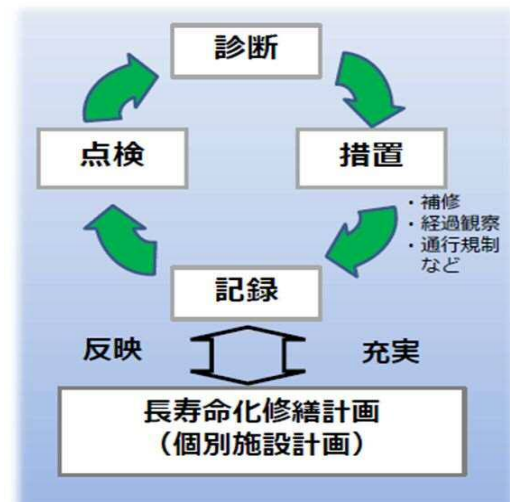 診断
点検
措置
・補修
・経過観察
・通行規制
など
記録
反映
充実
長寿命化修繕計画
（個別施設計画）